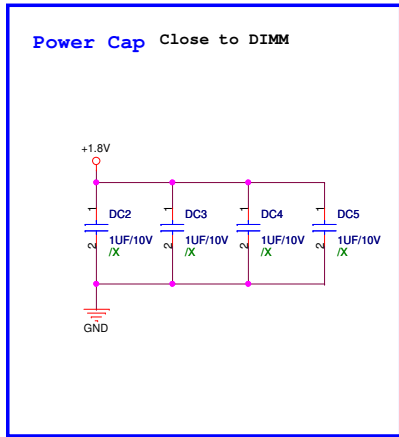 Power Cap Close to DIMM
+1.8V
1 1 1 1
DC2 DC3 DC4 DC5
2 2 2 2
1UF/10V 1UF/10V 1UF/10V 1UF/10V
/X /X /X /X
GND